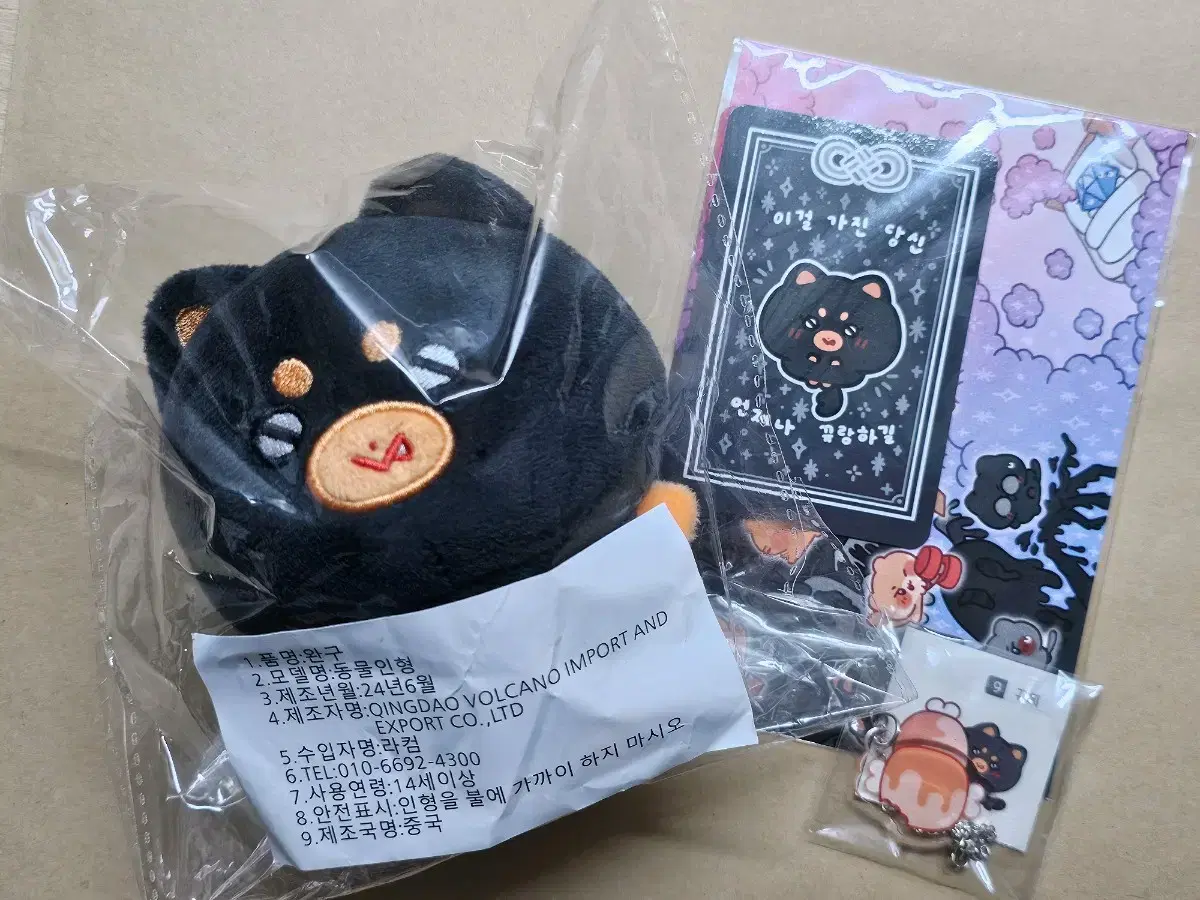 이걸 가진 당신
언제나 뀨랑하길
1.품명:완구
2.모델명:동물인형
3.제조년월:24년6월
4.제조자명:QINGDAO VOLCANO IMPORT AND
EXPORT CO.,LTD
5.수입자명:라컴
6.TEL:010-6692-4300
7.사용연령:14세이상
8.안전표시:인형을 불에 가까이 하지 마시오
9.제조국명:중국